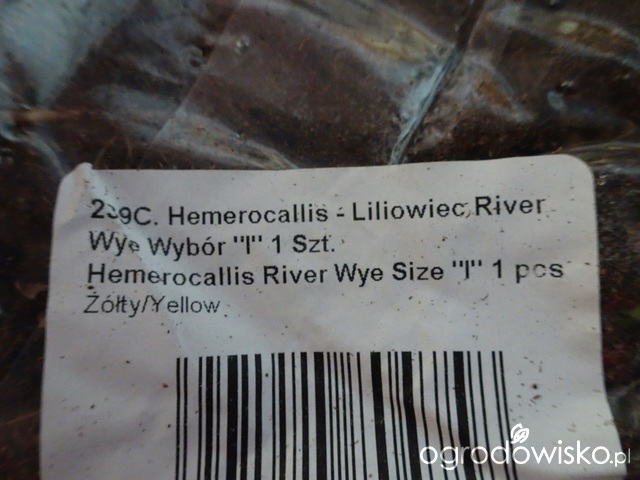 Hemerocallis - Liliowiec River
Wye Wybór "I" 1 Szt.
Hemerocallis River Wye Size "I" 1 pcs
Żółty/Yellow
ogrodowisko.pl